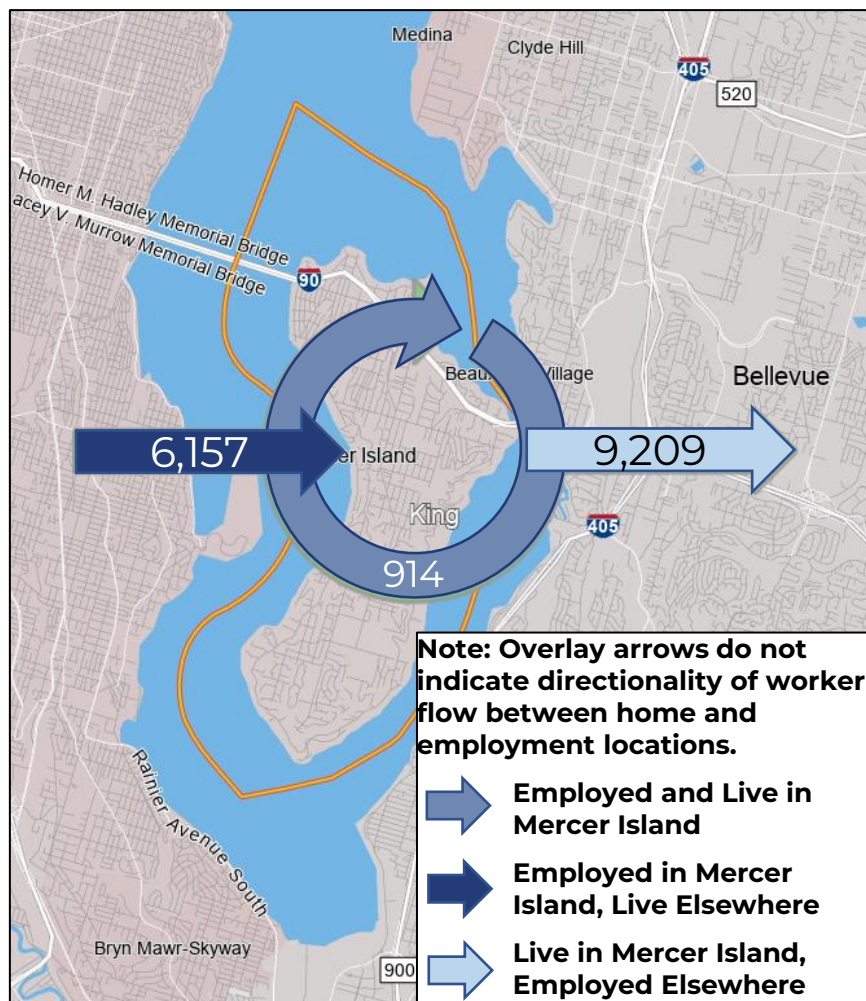 Medina
Clyde Hill
405
520
Homer M. Hadley Memorial Bridge
acey V. Murrow Memorial Bridge
90
Beau
Village
Bellevue
6,157
er Island
9,209
King
405
914
Note: Overlay arrows do not
indicate directionality of worker
flow between home and
employment locations.
Employed and Live in
Mercer Island
Employed in Mercer
Island, Live Elsewhere
Live in Mercer Island,
Employed Elsewhere
Rainier Avenue South
Bryn Mawr-Skyway
900